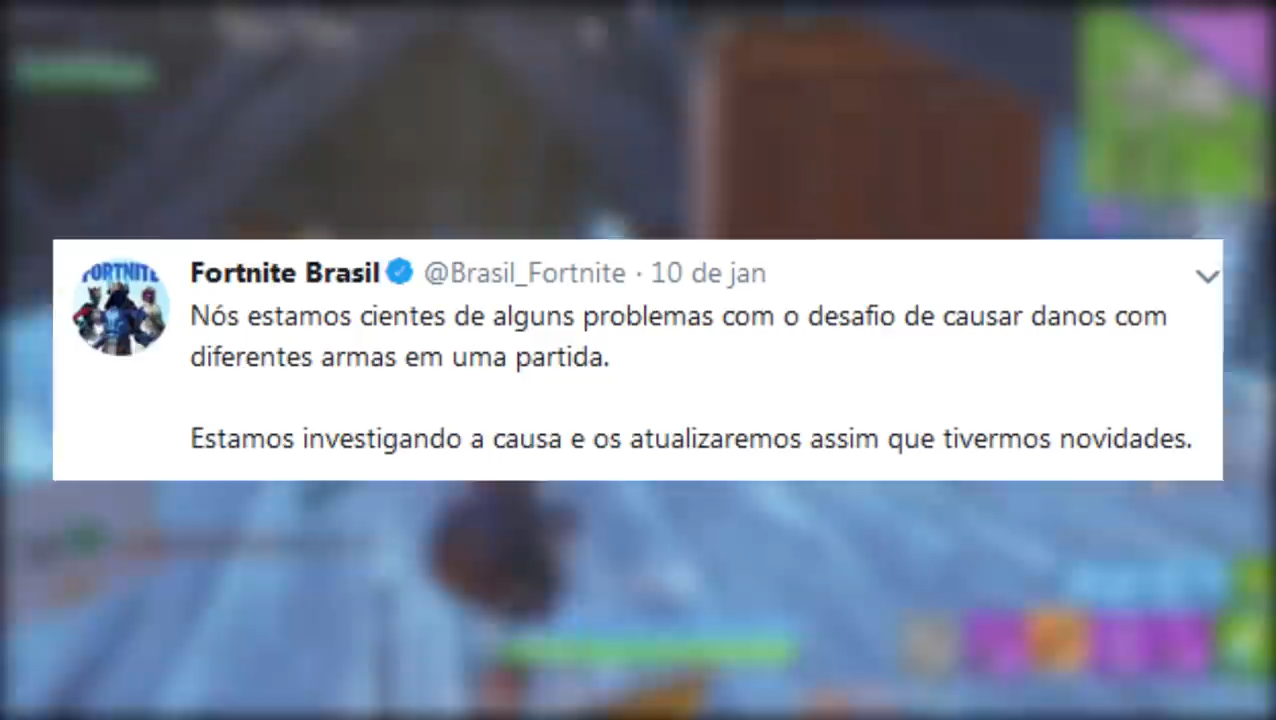 FORTNITE
Fortnite Brasil @Brasil_Fortnite · 10 de jan
Nós estamos cientes de alguns problemas com o desafio de causar danos com
diferentes armas em uma partida.
Estamos investigando a causa e os atualizaremos assim que tivermos novidades.